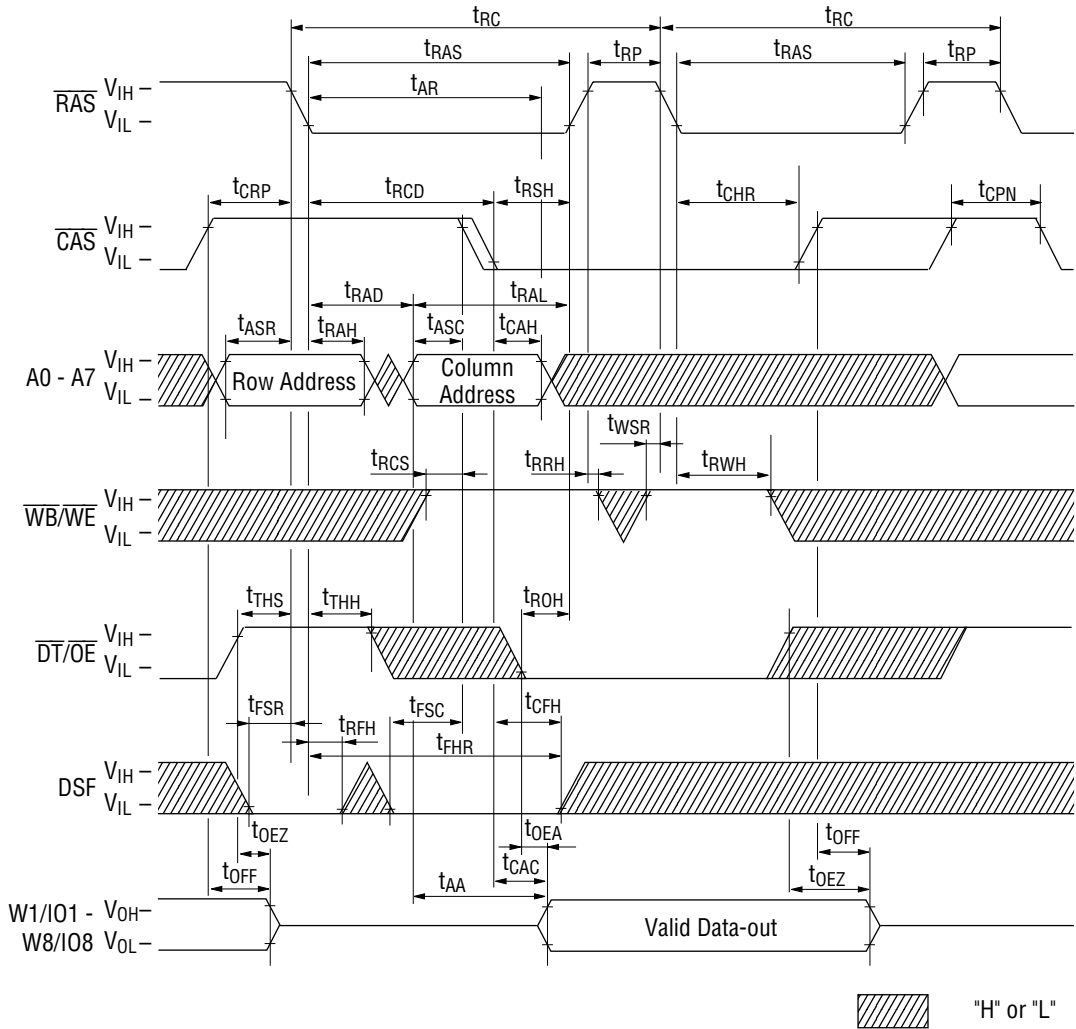 tRC tRC
tRAS tRP tRAS tRP
tAR
RAS VIH –
VIL –
tCRP tRCD tRSH tCHR tCPN
CAS VIH –
VIL –
tRAD tRAL
tASR tRAH tASC tCAH
A0 - A7 VIH –
VIL –
Row Address
Column
Address
tWSR
tRCS tRRH tRWH
WB/WE VIH –
VIL –
tTHS tTHH tROH
DT/OE VIH –
VIL –
tFSR tRFH tFSC tCFH
tFHR
DSF VIH –
VIL –
tOEZ tOEA tOFF
tOFF tAA tCAC tOEZ
W1/IO1 - VOH–
W8/IO8 VOL–
Valid Data-out
"H" or "L"